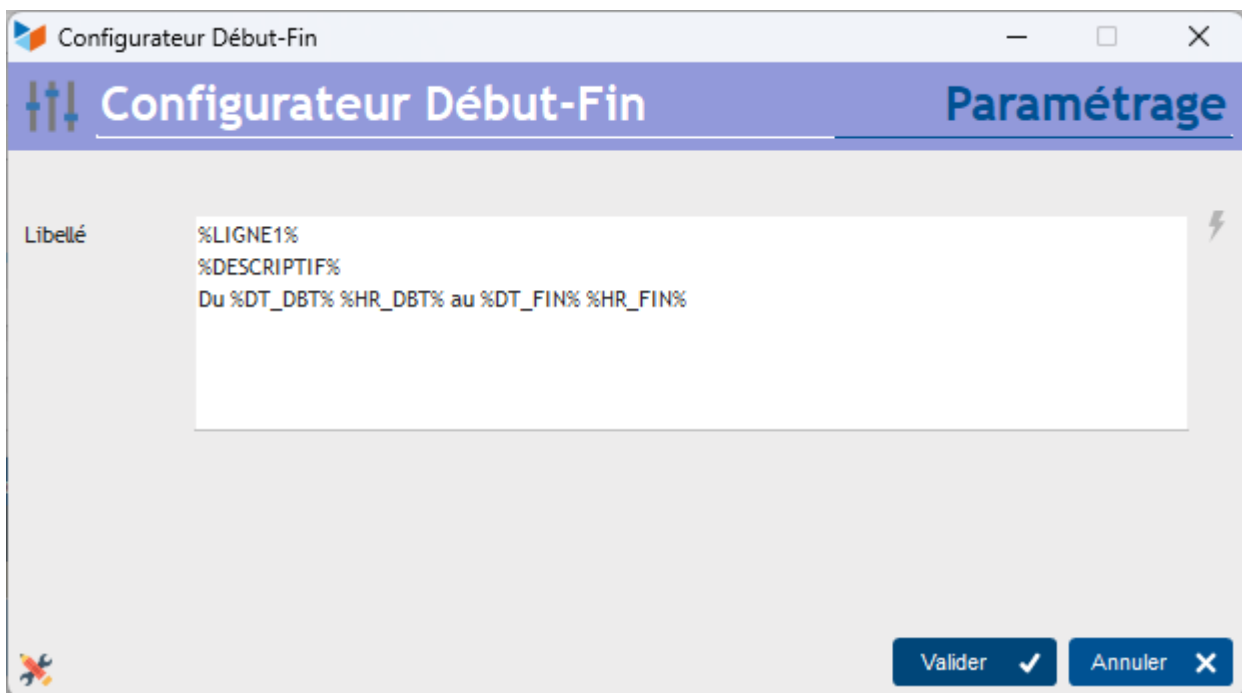 Configurateur Début-Fin
Configurateur Début-Fin Paramétrage
Libellé %LIGNE1%
%DESCRIPTIF%
Du %DT_DBT% %HR_DBT% au %DT_FIN% %HR_FIN%
Valider Annuler